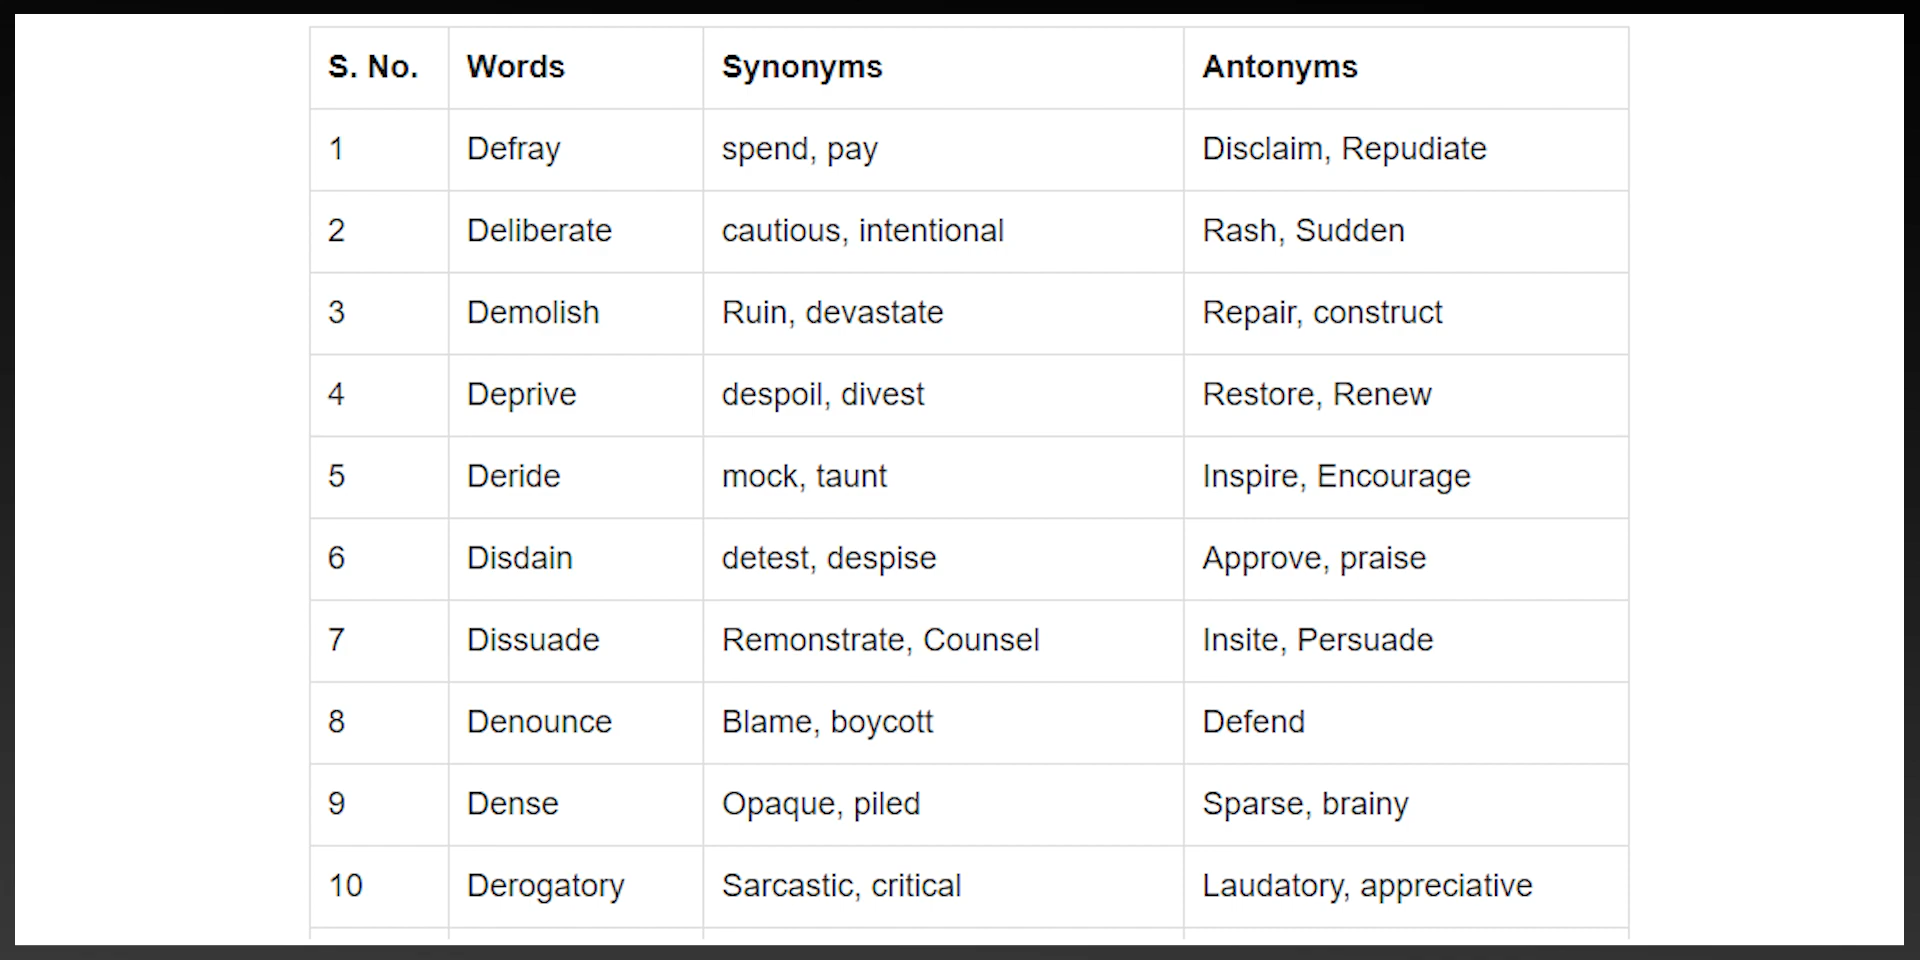 S. No. Words Synonyms Antonyms
1 Defray spend, pay Disclaim, Repudiate
2 Deliberate cautious, intentional Rash, Sudden
3 Demolish Ruin, devastate Repair, construct
4 Deprive despoil, divest Restore, Renew
5 Deride mock, taunt Inspire, Encourage
6 Disdain detest, despise Approve, praise
7 Dissuade Remonstrate, Counsel Insite, Persuade
8 Denounce Blame, boycott Defend
9 Dense Opaque, piled Sparse, brainy
10 Derogatory Sarcastic, critical Laudatory, appreciative